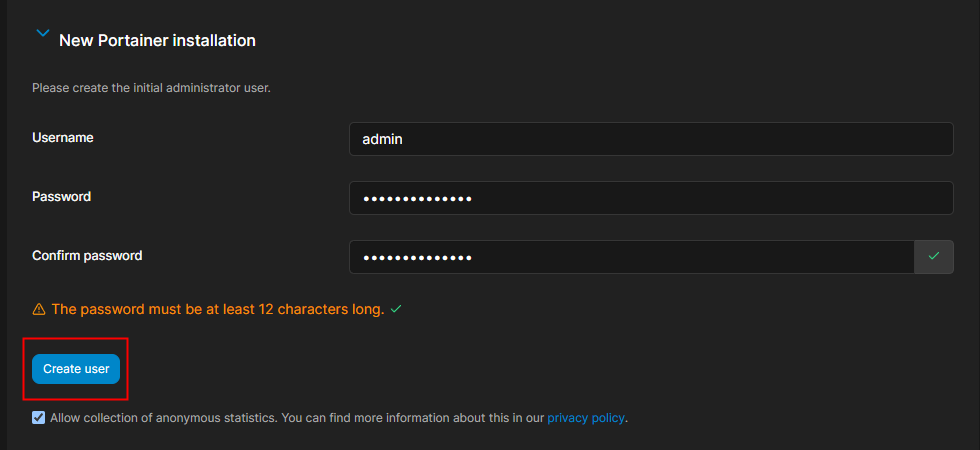 New Portainer installation
Please create the initial administrator user.
Username
admin
Password
••••••••••••••
Confirm password
••••••••••••••
The password must be at least 12 characters long.
Create user
Allow collection of anonymous statistics. You can find more information about this in our privacy policy.